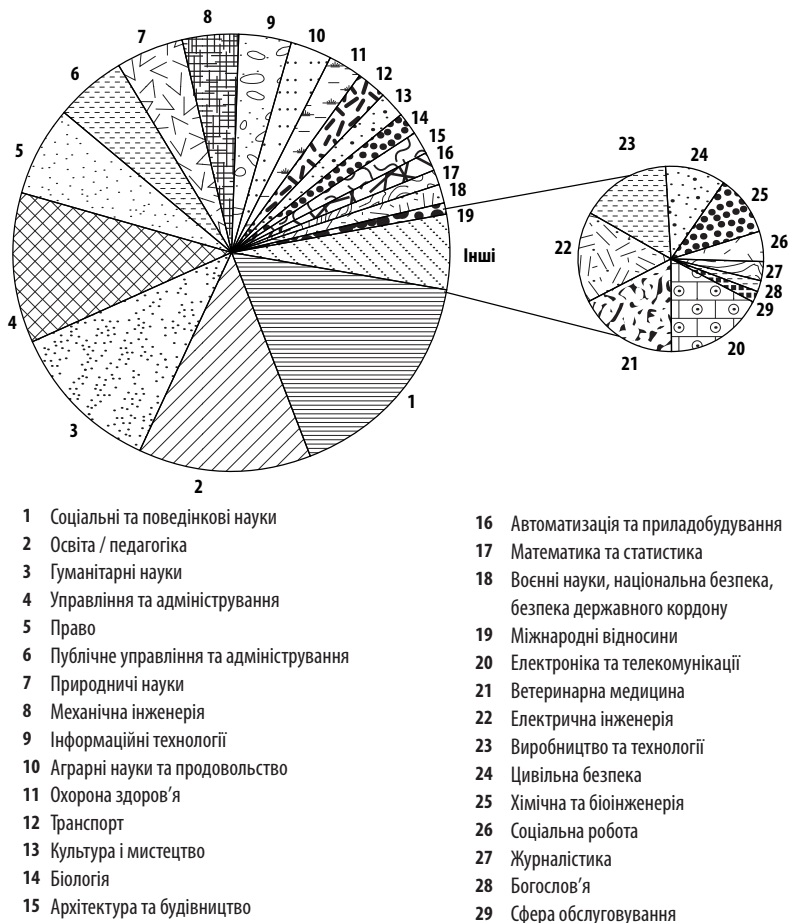 8
9
7
10
11
6
12
13
14
5
15
16
17
18
19
Інші
4
3
1
2
23
24
25
22
26
27
28
29
21
20
1 Соціальні та поведінкові науки
2 Освіта / педагогіка
3 Гуманітарні науки
4 Управління та адміністрування
5 Право
6 Публічне управління та адміністрування
7 Природничі науки
8 Механічна інженерія
9 Інформаційні технології
10 Аграрні науки та продовольство
11 Охорона здоров’я
12 Транспорт
13 Культура і мистецтво
14 Біологія
15 Архітектура та будівництво
16 Автоматизація та приладобудування
17 Математика та статистика
18 Воєнні науки, національна безпека,
безпека державного кордону
19 Міжнародні відносини
20 Електроніка та телекомунікації
21 Ветеринарна медицина
22 Електрична інженерія
23 Виробництво та технології
24 Цивільна безпека
25 Хімічна та біоінженерія
26 Соціальна робота
27 Журналістика
28 Богослов’я
29 Сфера обслуговування